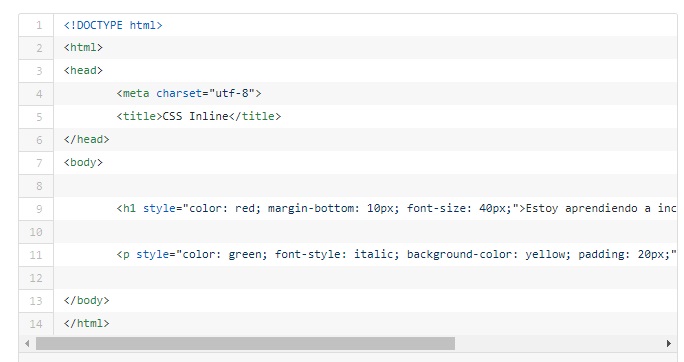 1 <!DOCTYPE html>
2 <html>
3 <head>
4 <meta charset="utf-8">
5 <title>CSS Inline</title>
6 </head>
7 <body>
8
9 <h1 style="color: red; margin-bottom: 10px; font-size: 40px;">Estoy aprendiendo a inc
10
11 <p style="color: green; font-style: italic; background-color: yellow; padding: 20px;"
12
13 </body>
14 </html>